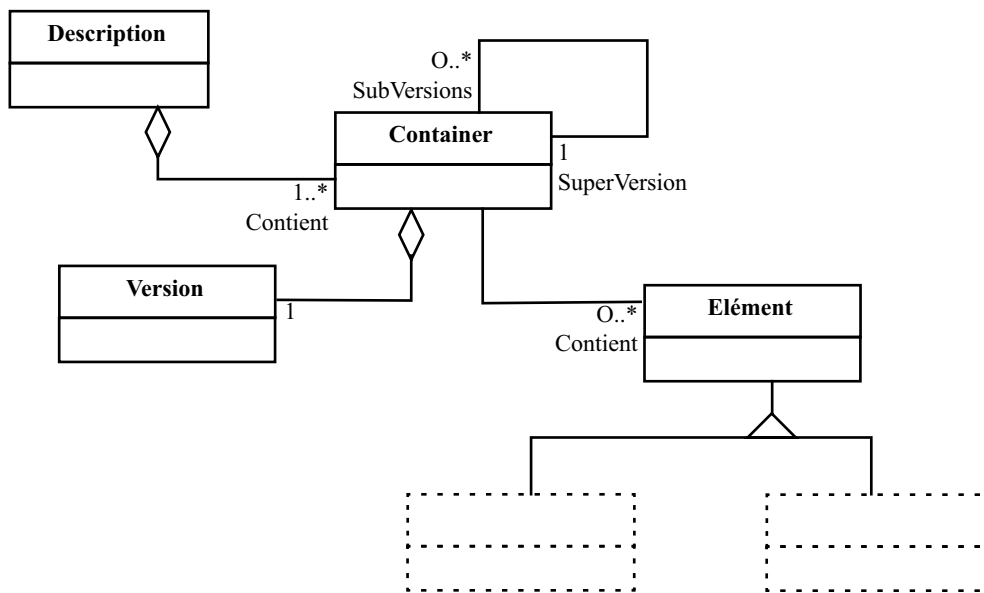 Description
O..*
SubVersions
Container
1
SuperVersion
1..*
Contient
Version
1
Elément
O..*
Contient